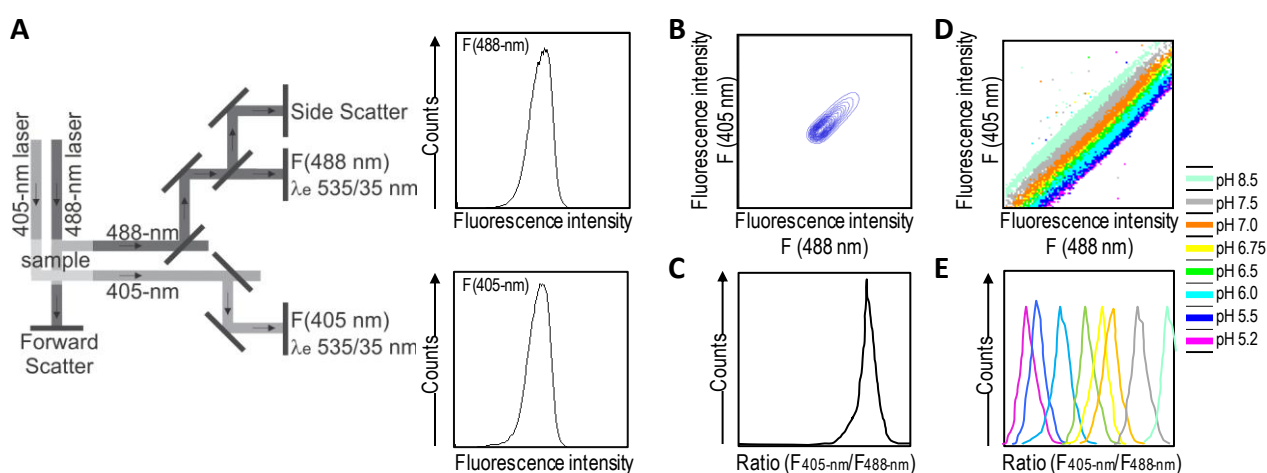 A
405-nm laser
488-nm laser
sample
488-nm
405-nm
Forward
Scatter
Side Scatter
F(488 nm)
λe 535/35 nm
F(405 nm)
λe 535/35 nm
F(488-nm)
Counts
Fluorescence intensity
F(405-nm)
Counts
Fluorescence intensity
B
Fluorescence intensity
F (405 nm)
Fluorescence intensity
F (488 nm)
C
Counts
Ratio (F405-nm/F488-nm)
D
Fluorescence intensity
F (405 nm)
Fluorescence intensity
F (488 nm)
E
Counts
Ratio (F405-nm/F488-nm)
pH 8.5
pH 7.5
pH 7.0
pH 6.75
pH 6.5
pH 6.0
pH 5.5
pH 5.2